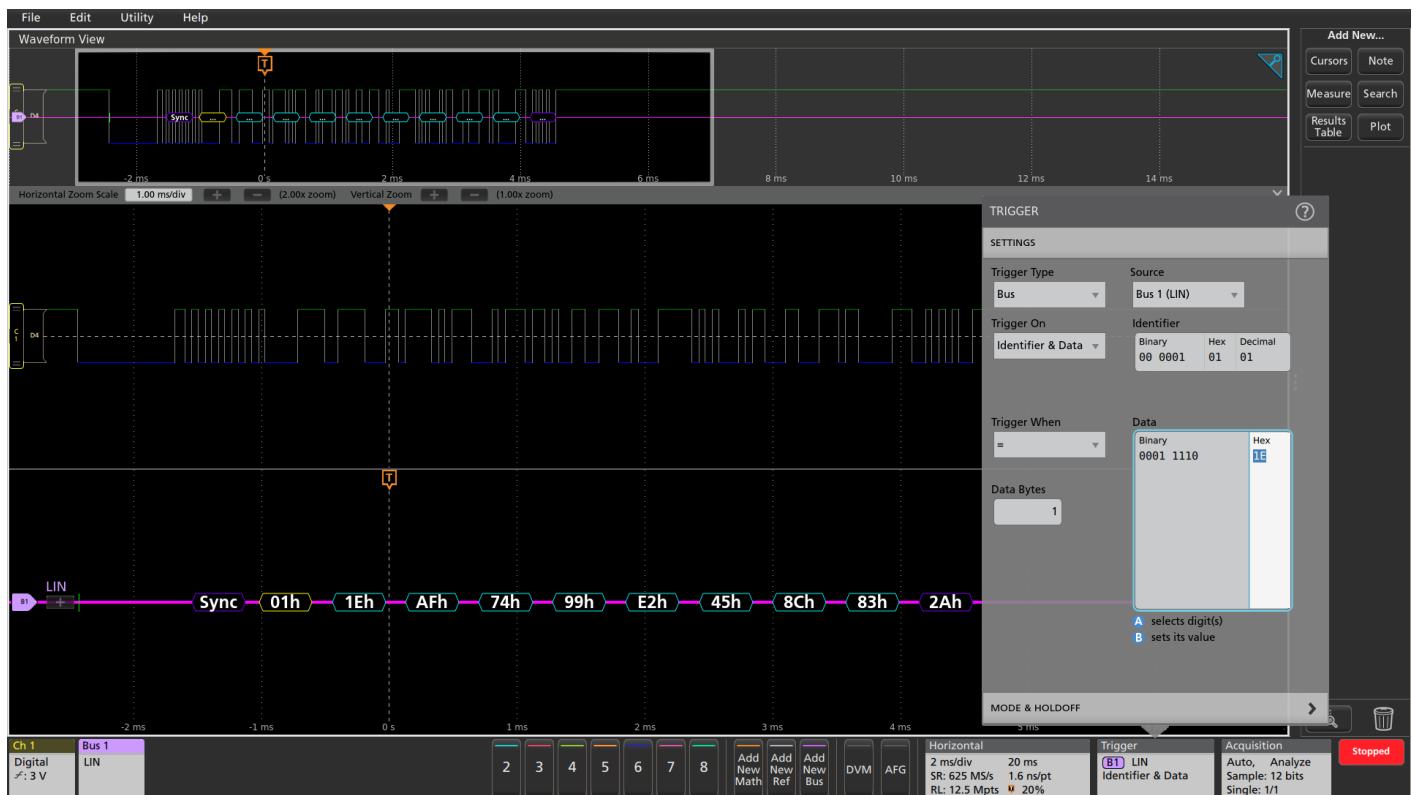 File Edit Utility Help
Waveform View
Add New...
Cursors Note
Measure Search
Results Table Plot
T
D4
B1
Sync ... ... ... ... ... ... ... ... ... ...
-2 ms 0 s 2 ms 4 ms 6 ms 8 ms 10 ms 12 ms 14 ms
Horizontal Zoom Scale 1.00 ms/div + − (2.00x zoom) Vertical Zoom + − (1.00x zoom)
C 1 D4
T
LIN
B1 +
Sync 01h 1Eh AFh 74h 99h E2h 45h 8Ch 83h 2Ah
-2 ms -1 ms 0 s 1 ms 2 ms 3 ms 4 ms 5 ms
TRIGGER ?
SETTINGS
Trigger Type Source
Bus Bus 1 (LIN)
Trigger On Identifier
Identifier & Data Binary Hex Decimal
00 0001 01 01
Trigger When Data
= Binary Hex
0001 1110 1E
Data Bytes
1
A selects digit(s)
B sets its value
MODE & HOLDOFF
Ch 1
Digital
: 3 V
Bus 1
LIN
2 3 4 5 6 7 8
Add New Math
Add New Ref
Add New Bus
DVM AFG
Horizontal
2 ms/div 20 ms
SR: 625 MS/s 1.6 ns/pt
RL: 12.5 Mpts 20%
Trigger
B1 LIN
Identifier & Data
Acquisition
Auto, Analyze
Sample: 12 bits
Single: 1/1
Stopped